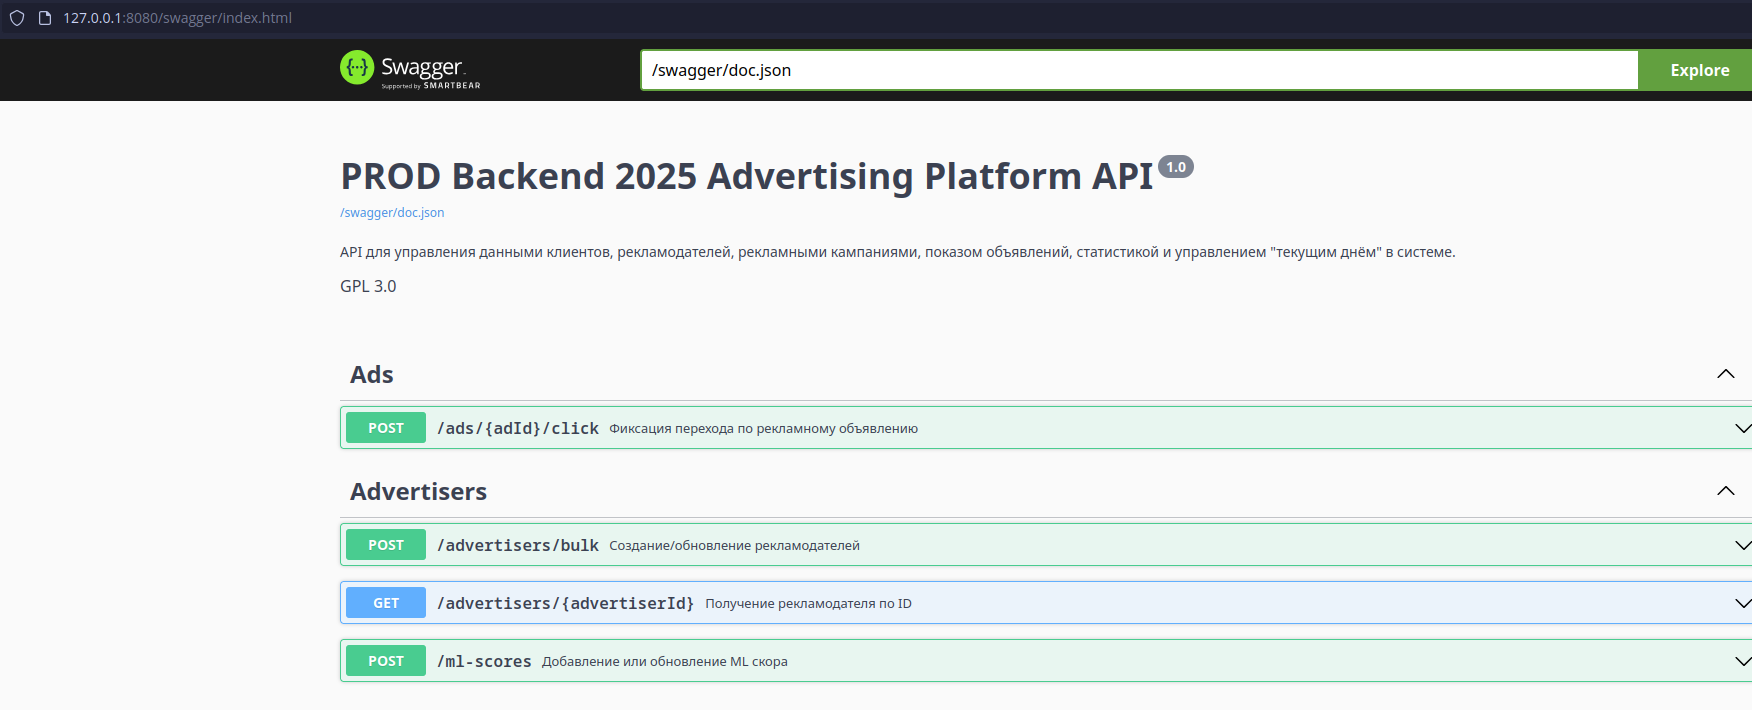 127.0.0.1:8080/swagger/index.html
Swagger
Supported by SMARTBEAR
/swagger/doc.json
Explore
PROD Backend 2025 Advertising Platform API 1.0
/swagger/doc.json
API для управления данными клиентов, рекламодателей, рекламными кампаниями, показом объявлений, статистикой и управлением "текущим днём" в системе.
GPL 3.0
Ads
POST /ads/{adId}/click Фиксация перехода по рекламному объявлению
Advertisers
POST /advertisers/bulk Создание/обновление рекламодателей
GET /advertisers/{advertiserId} Получение рекламодателя по ID
POST /ml-scores Добавление или обновление ML скора